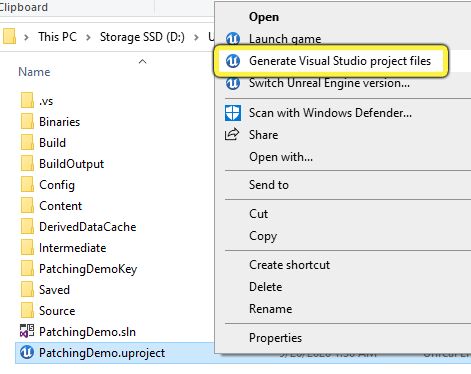 Clipboard
This PC
Storage SSD (D:)
U
Name
.vs
Binaries
Build
BuildOutput
Config
Content
DerivedDataCache
Intermediate
PatchingDemoKey
Saved
Source
PatchingDemo.sln
PatchingDemo.uproject
Open
Launch game
Generate Visual Studio project files
Switch Unreal Engine version...
Scan with Windows Defender...
Share
Open with...
Send to
Cut
Copy
Create shortcut
Delete
Rename
Properties